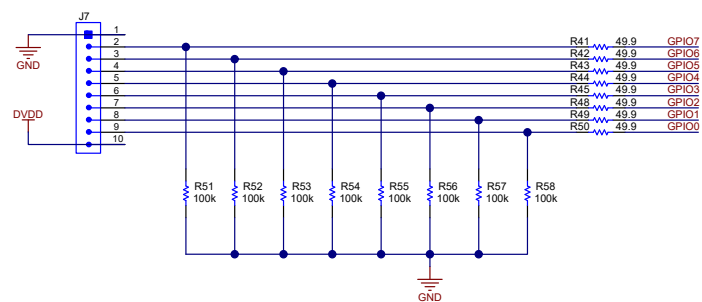 J7
1
2
3
4
5
6
7
8
9
10
GND
DVDD
R41 49.9 GPIO7
R42 49.9 GPIO6
R43 49.9 GPIO5
R44 49.9 GPIO4
R45 49.9 GPIO3
R48 49.9 GPIO2
R49 49.9 GPIO1
R50 49.9 GPIO0
R51 R52 R53 R54 R55 R56 R57 R58
100k 100k 100k 100k 100k 100k 100k 100k
GND